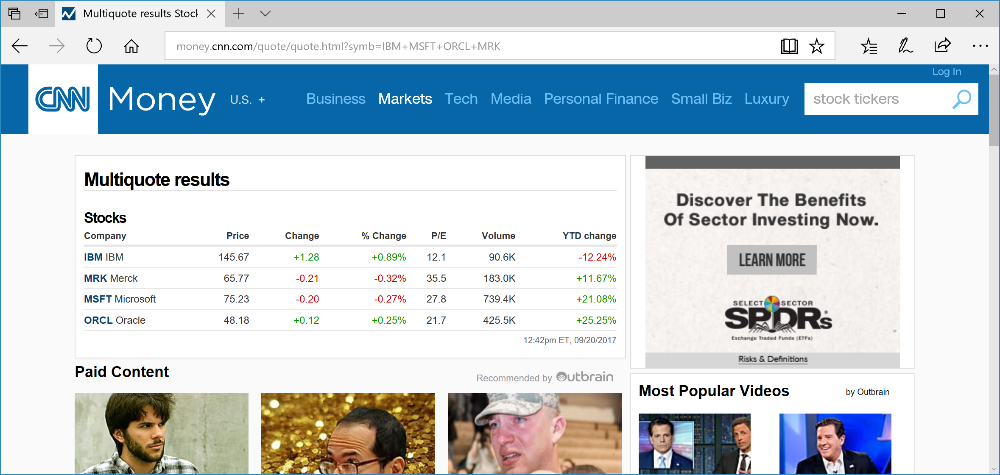 Multiquote results Stock
money.cnn.com/quote/quote.html?symb=IBM+MSFT+ORCL+MRK
Log In
CNN Money U.S. + Business Markets Tech Media Personal Finance Small Biz Luxury stock tickers
Multiquote results
Stocks
Company Price Change % Change P/E Volume YTD change
IBM IBM 145.67 +1.28 +0.89% 12.1 90.6K -12.24%
MRK Merck 65.77 -0.21 -0.32% 35.5 183.0K +11.67%
MSFT Microsoft 75.23 -0.20 -0.27% 27.8 739.4K +21.08%
ORCL Oracle 48.18 +0.12 +0.25% 21.7 425.5K +25.25%
12:42pm ET, 09/20/2017
Discover The Benefits
Of Sector Investing Now.
LEARN MORE
SELECT SECTOR
SPDRs
Exchange Traded Funds (ETFs)
Risks & Definitions
Paid Content
Recommended by Outbrain
Most Popular Videos by Outbrain